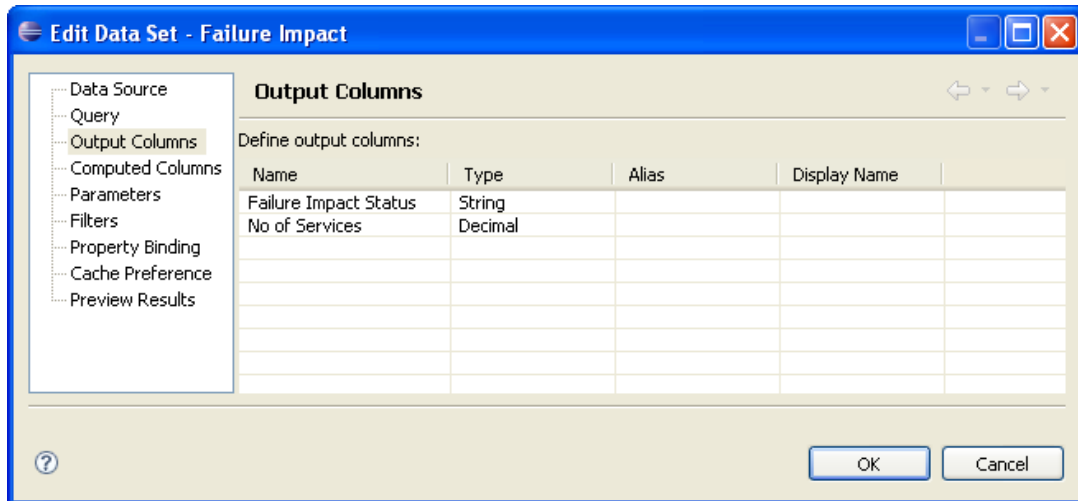 Edit Data Set - Failure Impact
Data Source
Query
Output Columns
Computed Columns
Parameters
Filters
Property Binding
Cache Preference
Preview Results
Output Columns
Define output columns:
Name Type Alias Display Name
Failure Impact Status String
No of Services Decimal
?
OK Cancel